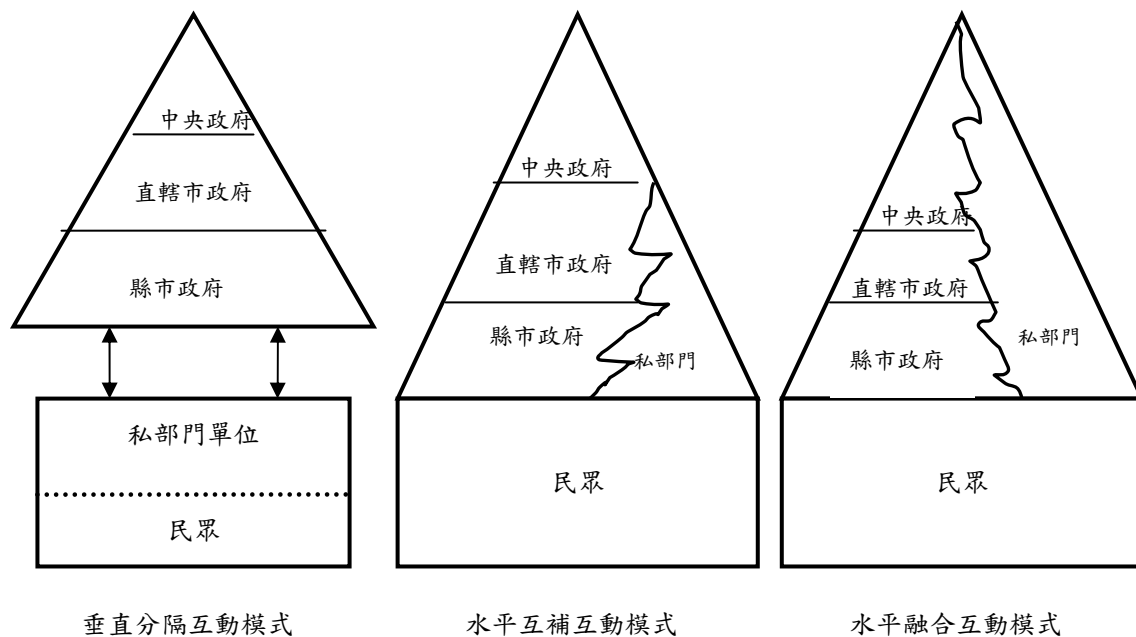 中央政府
直轄市政府
縣市政府
私部門單位
民眾
垂直分隔互動模式
中央政府
直轄市政府
縣市政府
私部門
民眾
水平互補互動模式
中央政府
直轄市政府
縣市政府
私部門
民眾
水平融合互動模式